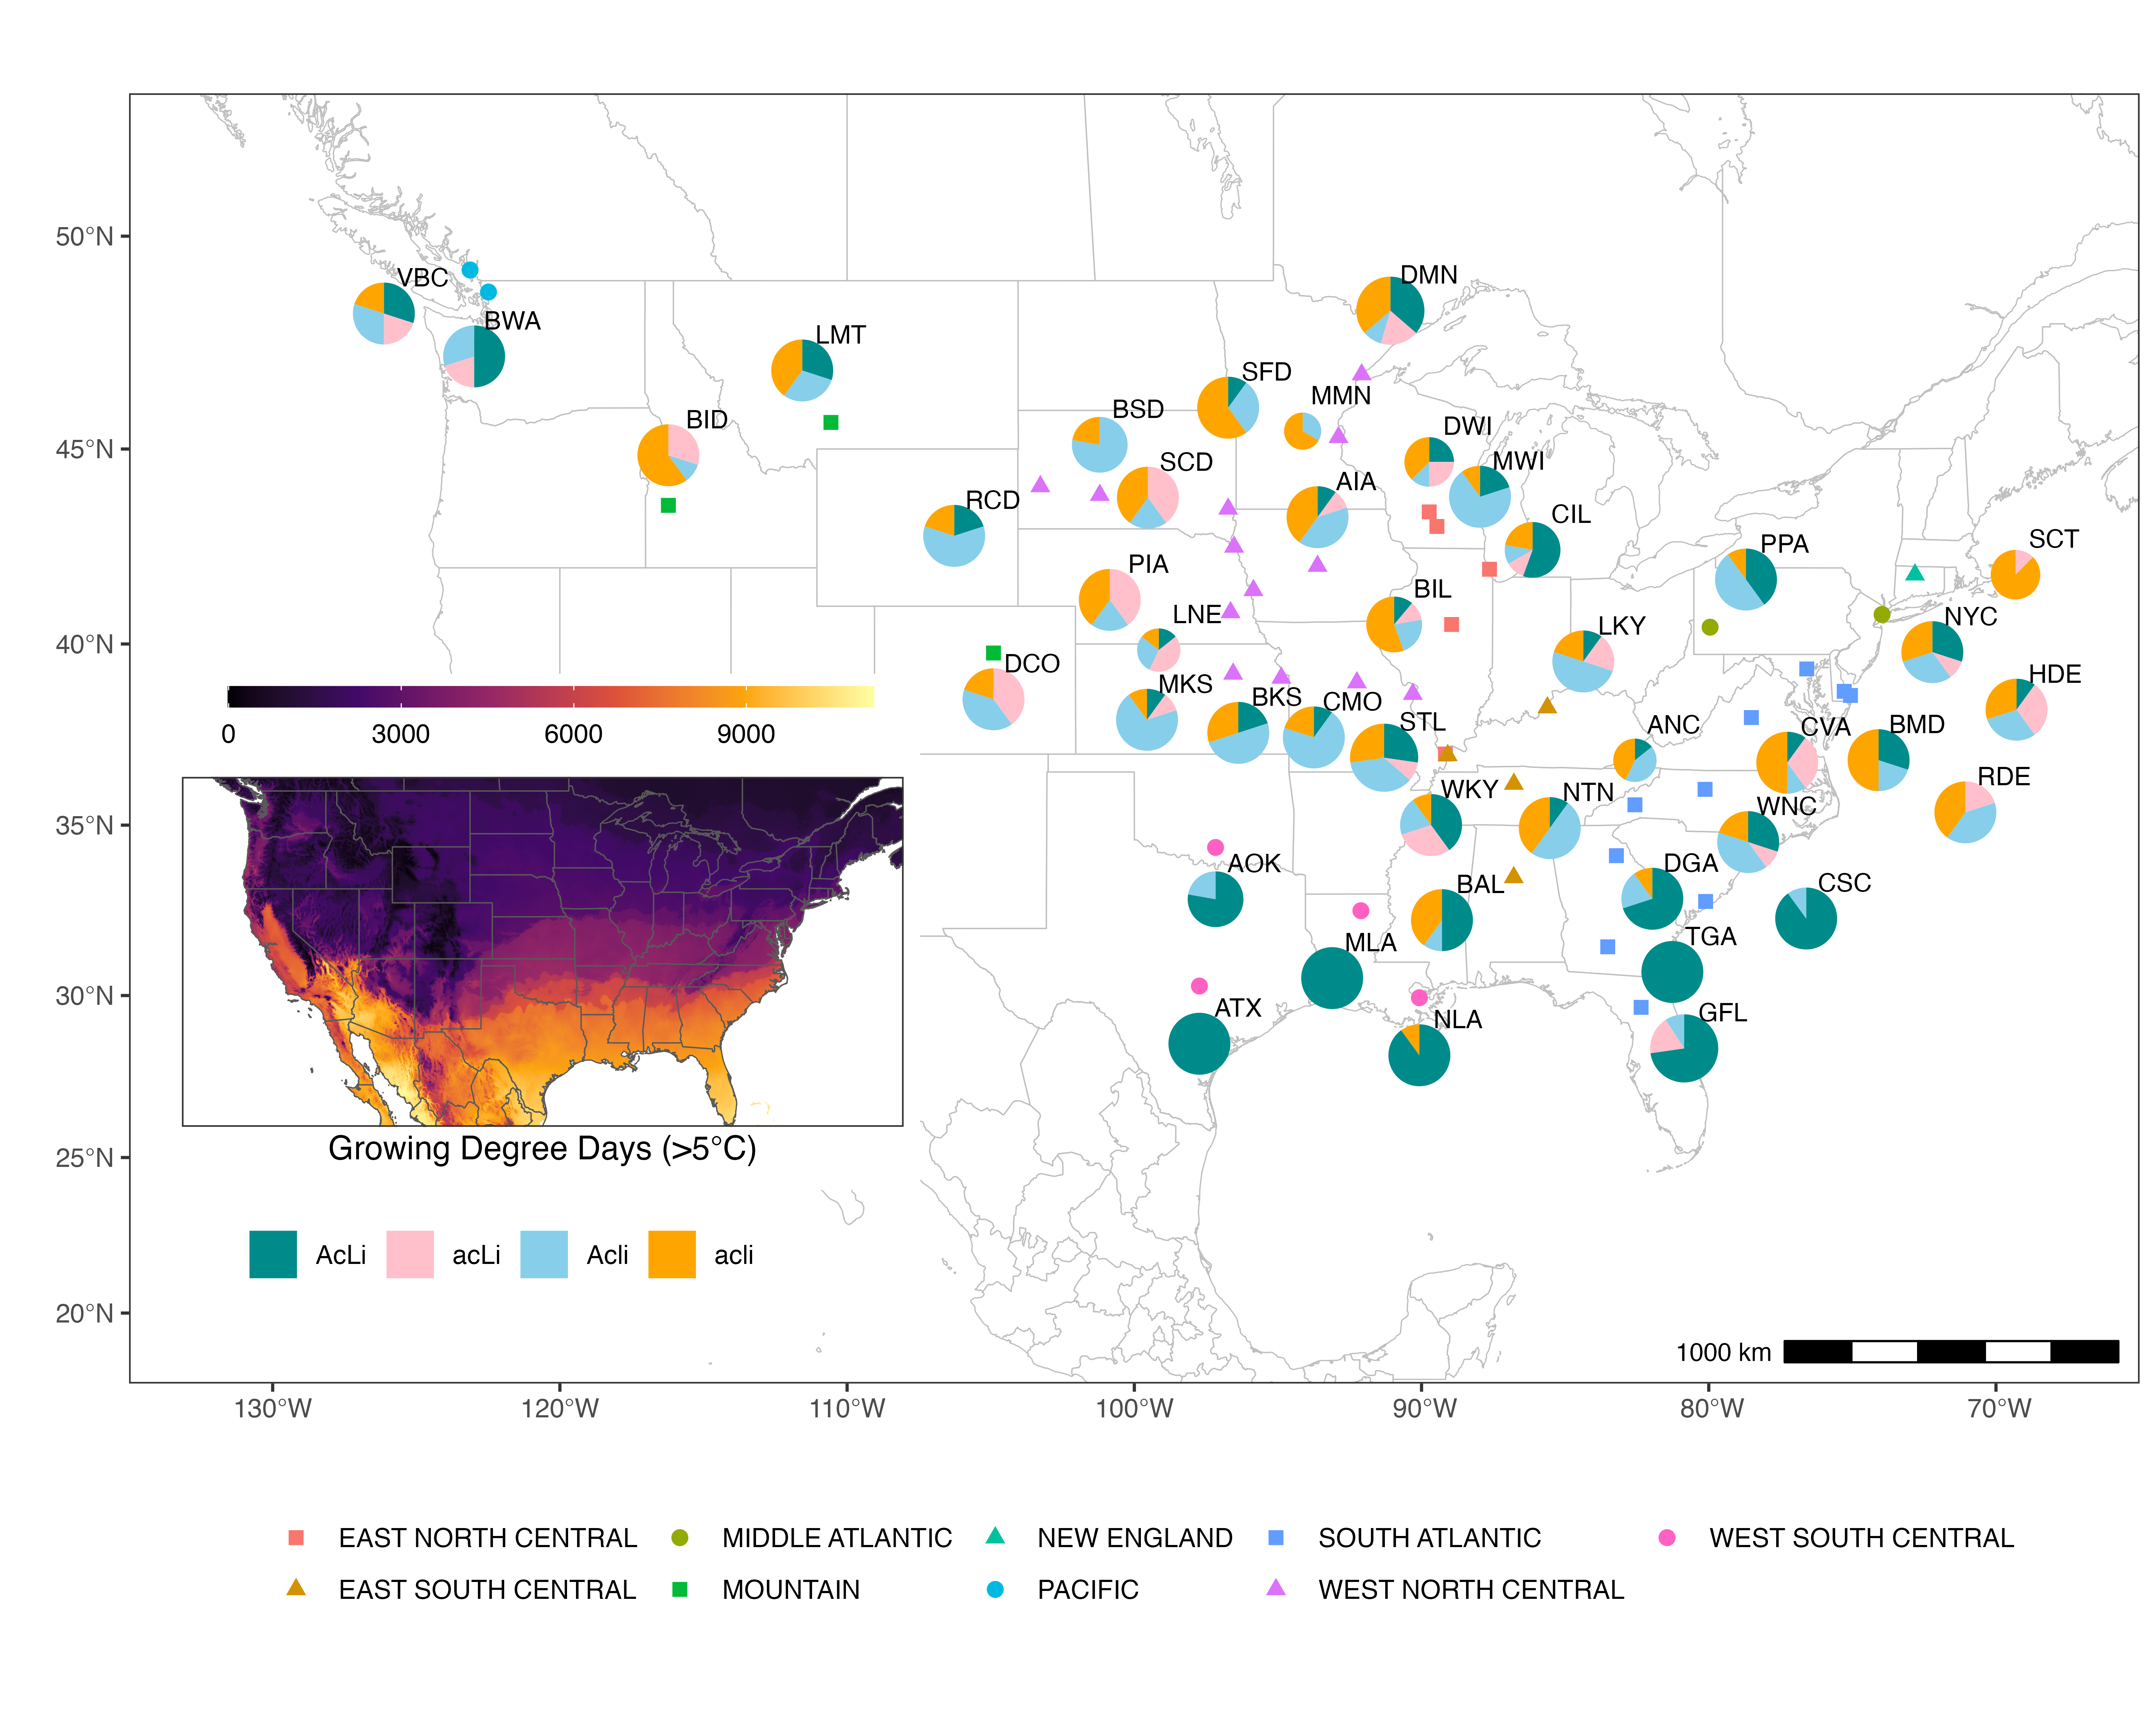 50°N
45°N
40°N
35°N
30°N
25°N
20°N
VBC
BWA
LMT
BID
DMN
SFD
MMN
BSD
DWI
SCD
MWI
AIA
RCD
CIL
PPA
SCT
PIA
BIL
LNE
LKY
NYC
DCO
HDE
MKS
BKS
CMO
STL
ANC
CVA
BMD
WKY
NTN
RDE
WNC
AOK
DGA
BAL
CSC
MLA
TGA
ATX
NLA
GFL
0 3000 6000 9000
Growing Degree Days (>5°C)
AcLi acLi Acli acli
1000 km
130°W 120°W 110°W 100°W 90°W 80°W 70°W
EAST NORTH CENTRAL MIDDLE ATLANTIC NEW ENGLAND SOUTH ATLANTIC WEST SOUTH CENTRAL
EAST SOUTH CENTRAL MOUNTAIN PACIFIC WEST NORTH CENTRAL